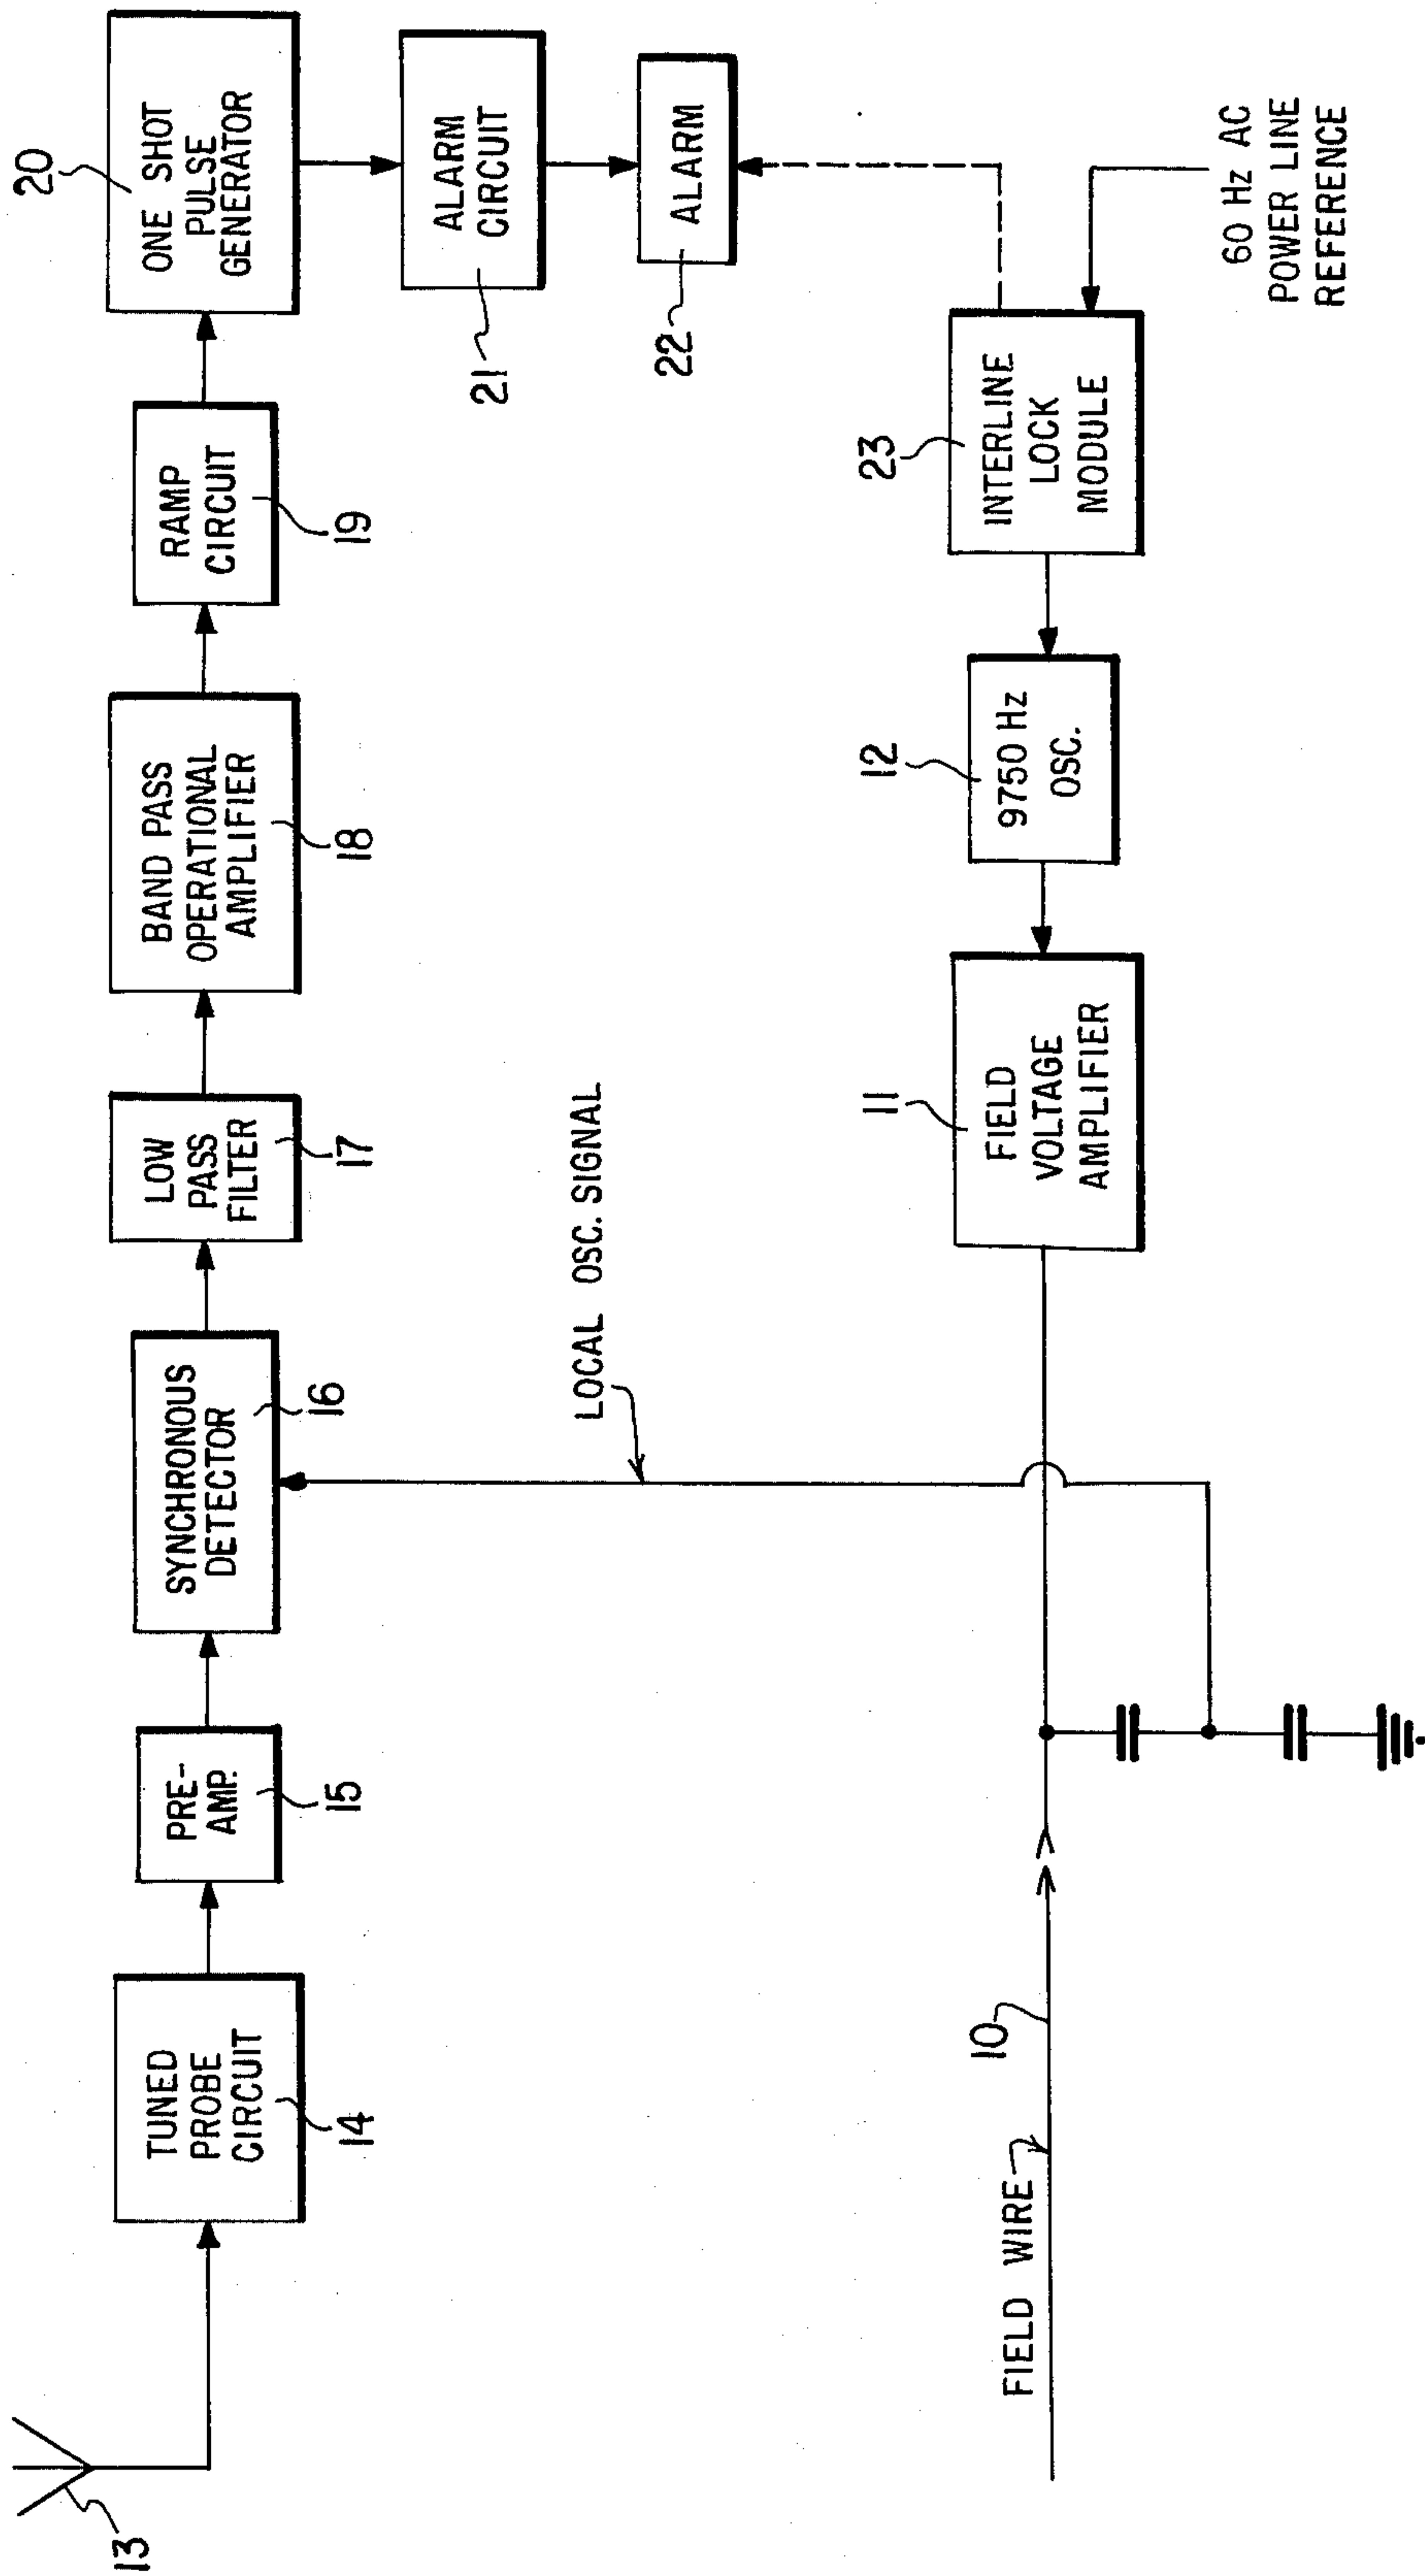 13
TUNED
PROBE
CIRCUIT
14
PRE-
AMP.
15
SYNCHRONOUS
DETECTOR
16
LOW
PASS
FILTER
17
BAND PASS
OPERATIONAL
AMPLIFIER
18
RAMP
CIRCUIT
19
20
ONE SHOT
PULSE
GENERATOR
ALARM
CIRCUIT
21
ALARM
22
LOCAL OSC. SIGNAL
FIELD WIRE
10
11
FIELD
VOLTAGE
AMPLIFIER
12
9750 Hz
OSC.
23
INTERLINE
LOCK
MODULE
60 Hz AC
POWER LINE
REFERENCE